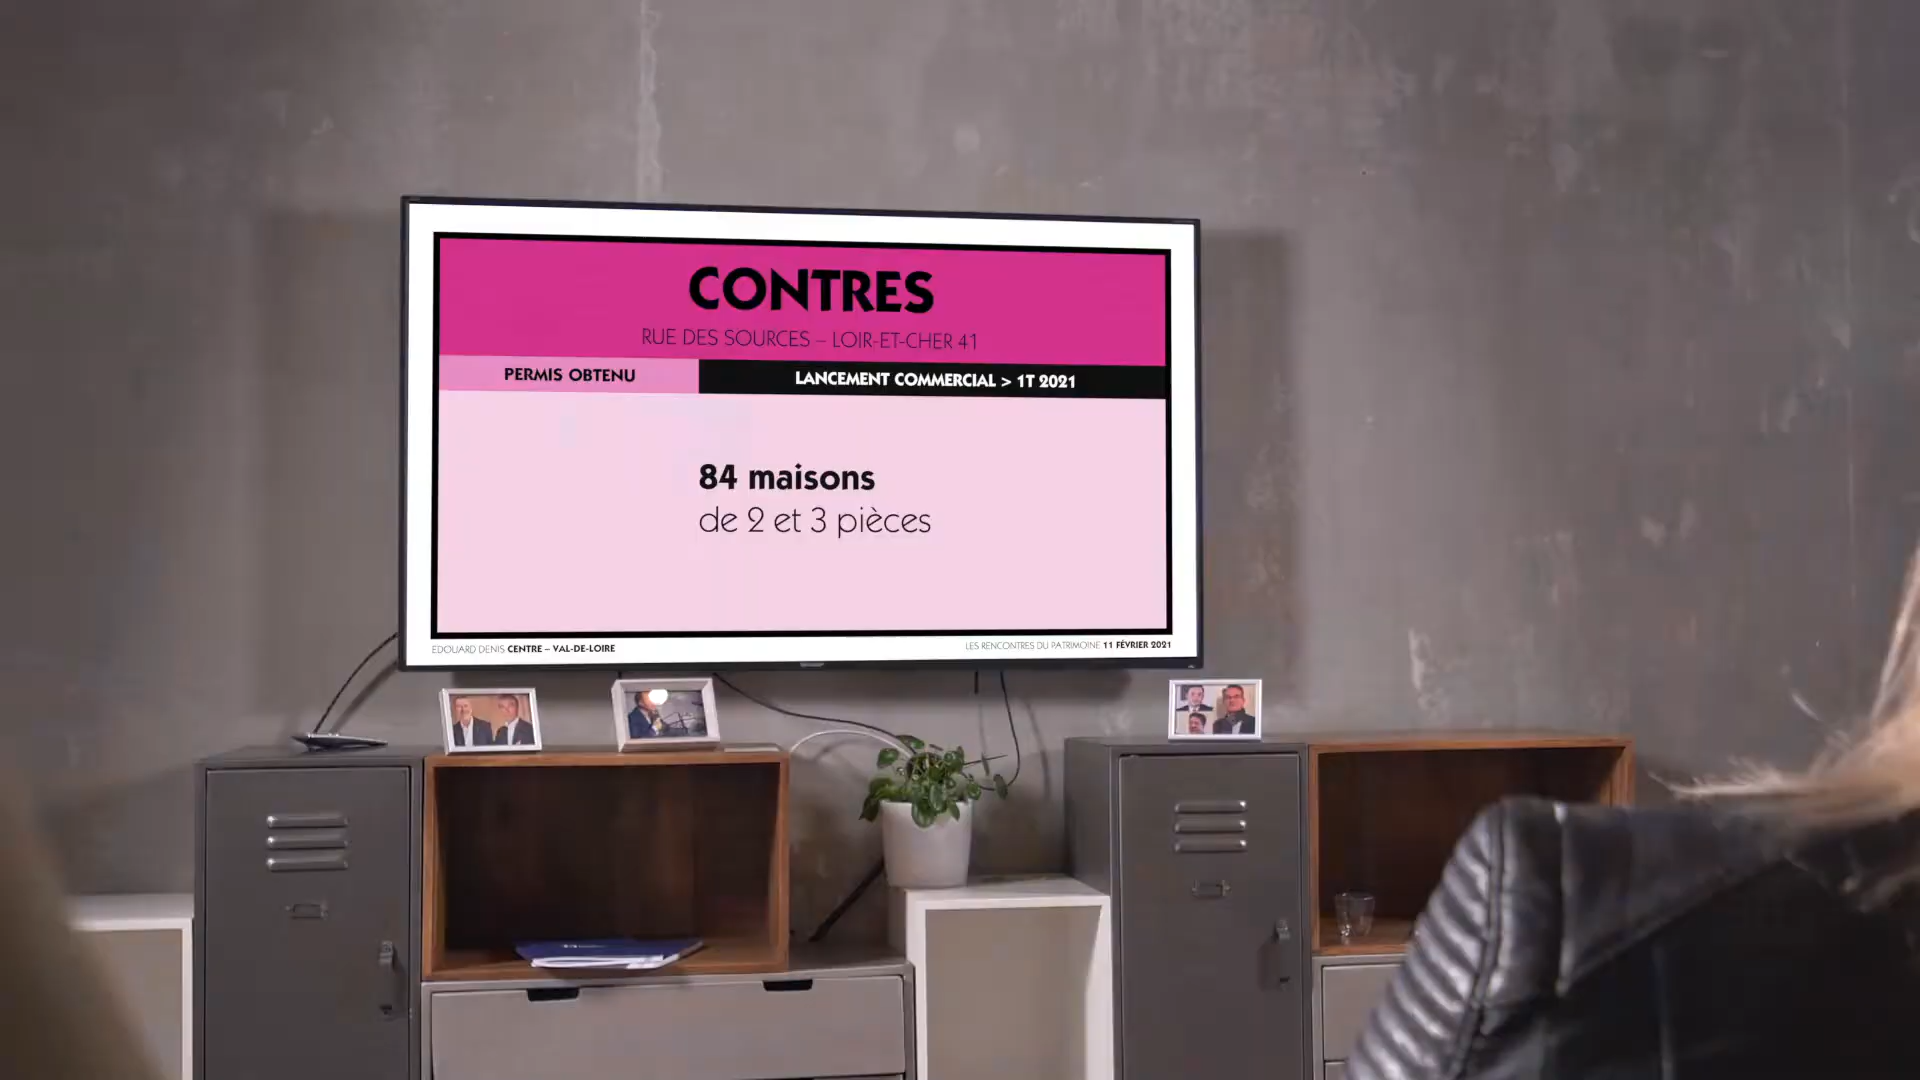 CONTRES
RUE DES SOURCES – LOIR-ET-CHER 41
PERMIS OBTENU
LANCEMENT COMMERCIAL > 1T 2021
84 maisons
de 2 et 3 pièces
EDOUARD DENIS CENTRE – VAL-DE-LOIRE
LES RENCONTRES DU PATRIMOINE 11 FÉVRIER 2021